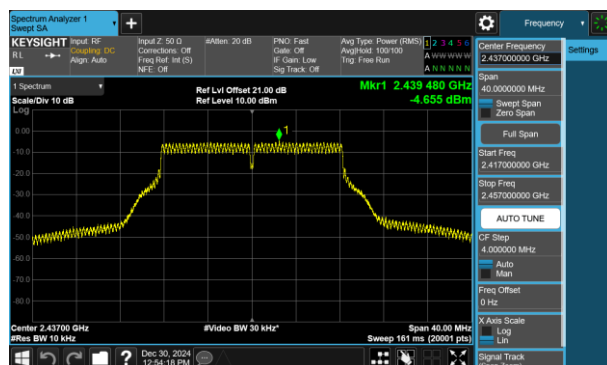 Spectrum Analyzer 1
Swept SA
Frequency
KEYSIGHT
Input: RF
Coupling: DC
Align: Auto
Input Z: 50 Ω
Corrections: Off
Freq Ref: Int (S)
NFE: Off
#Atten: 20 dB
PNO: Fast
Gate: Off
IF Gain: Low
Sig Track: Off
Avg Type: Power (RMS)
Avg|Hold: 100/100
Trig: Free Run
1 2 3 4 5 6
A W W W W W
A N N N N N
R L
LXI
1 Spectrum
Scale/Div 10 dB
Ref Lvl Offset 21.00 dB
Ref Level 10.00 dBm
Mkr1 2.439 480 GHz
-4.655 dBm
Log
1
0.00
-10.0
-20.0
-30.0
-40.0
-50.0
-60.0
-70.0
-80.0
Center 2.43700 GHz
#Res BW 10 kHz
#Video BW 30 kHz*
Span 40.00 MHz
Sweep 161 ms (20001 pts)
Dec 30, 2024
12:54:18 PM
Center Frequency
2.437000000 GHz
Settings
Span
40.0000000 MHz
Swept Span
Zero Span
Full Span
Start Freq
2.417000000 GHz
Stop Freq
2.457000000 GHz
AUTO TUNE
CF Step
4.000000 MHz
Auto
Man
Freq Offset
0 Hz
X Axis Scale
Log
Lin
Signal Track